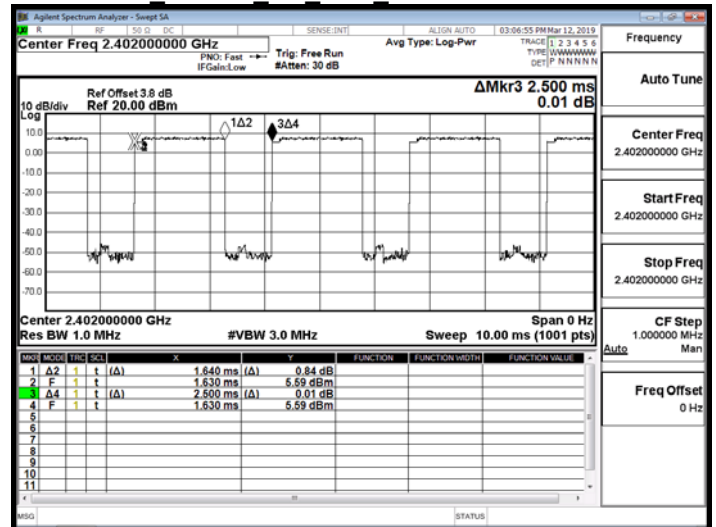 Agilent Spectrum Analyzer - Swept SA
R RF 50 Ω DC SENSE:INT ALIGN AUTO 03:06:55 PM Mar 12, 2019
Center Freq 2.402000000 GHz
PNO: Fast
IFGain:Low
Trig: Free Run
#Atten: 30 dB
Avg Type: Log-Pwr
TRACE 1 2 3 4 5 6
TYPE WWWWWW
DET P NNNNN
ΔMkr3 2.500 ms
0.01 dB
Ref Offset 3.8 dB
10 dB/div Ref 20.00 dBm
Log
10.0
0.00
-10.0
-20.0
-30.0
-40.0
-50.0
-60.0
-70.0
1Δ2
3Δ4
Center 2.402000000 GHz Span 0 Hz
Res BW 1.0 MHz #VBW 3.0 MHz Sweep 10.00 ms (1001 pts)
MKR MODE TRC SCL X Y FUNCTION FUNCTION WIDTH FUNCTION VALUE
1 Δ2 1 t (Δ) 1.640 ms (Δ) 0.84 dB
2 F 1 t 1.630 ms 5.59 dBm
3 Δ4 1 t (Δ) 2.500 ms (Δ) 0.01 dB
4 F 1 t 1.630 ms 5.59 dBm
5
6
7
8
9
10
11
MSG STATUS
Frequency
Auto Tune
Center Freq
2.402000000 GHz
Start Freq
2.402000000 GHz
Stop Freq
2.402000000 GHz
CF Step
1.000000 MHz
Auto Man
Freq Offset
0 Hz